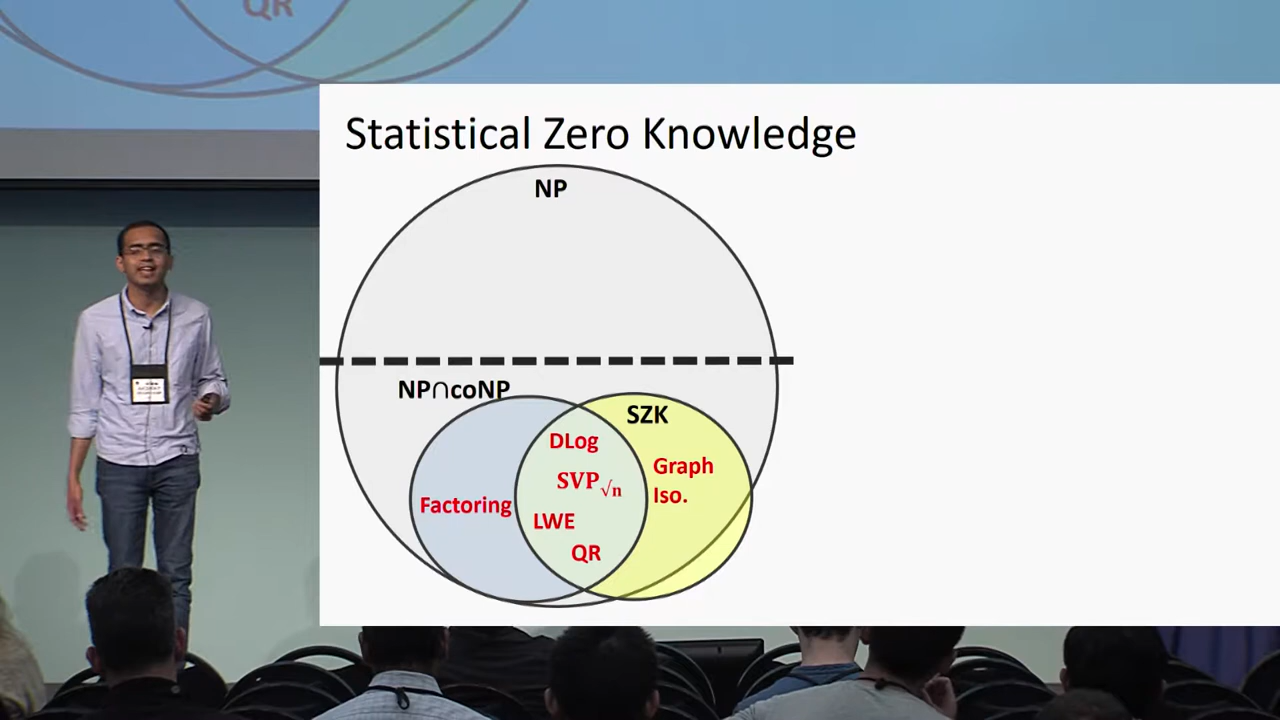 QR
Statistical Zero Knowledge
NP
NP∩coNP
SZK
DLog
Graph
Iso.
SVP√n
Factoring
LWE
QR